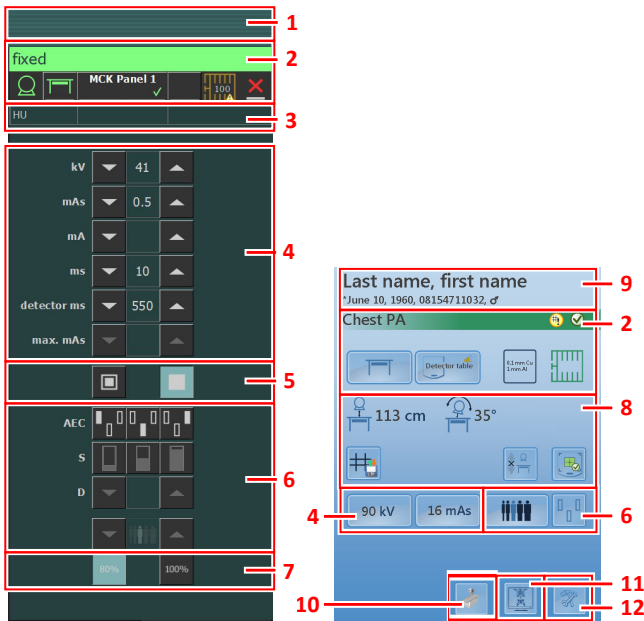 1
fixed
2
MCK Panel 1
100
HU
3
kV 41
mAs 0.5
mA
4
ms 10
detector ms 550
max. mAs
5
AEC
S
6
D
80% 100%
7
Last name, first name
*June 10, 1960, 08154711032, ♂
9
Chest PA
2
Detector table
0.1 mm Cu
1 mm Al
113 cm 35°
8
4
90 kV 16 mAs
6
10
11
12